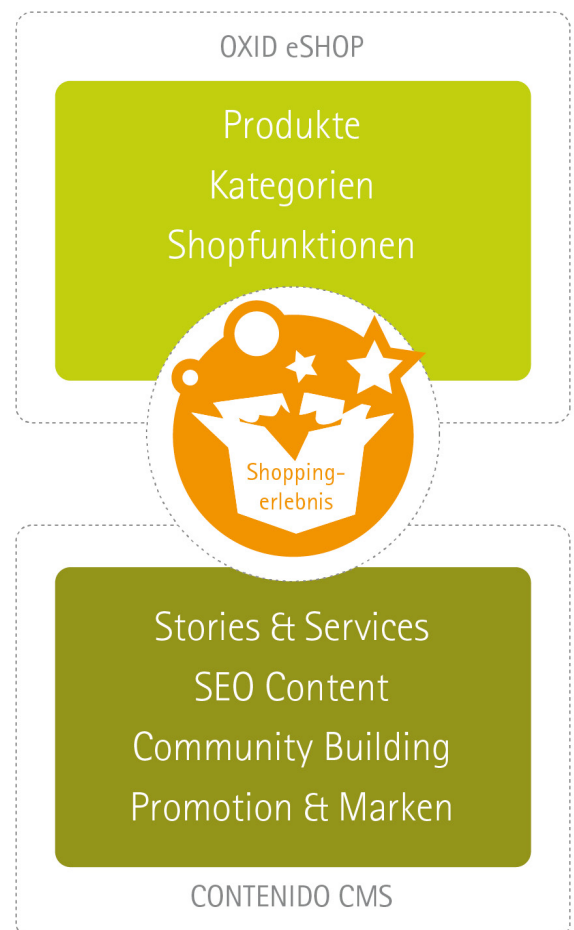 OXID eSHOP
Produkte
Kategorien
Shopfunktionen
Shopping-
erlebnis
Stories & Services
SEO Content
Community Building
Promotion & Marken
CONTENIDO CMS